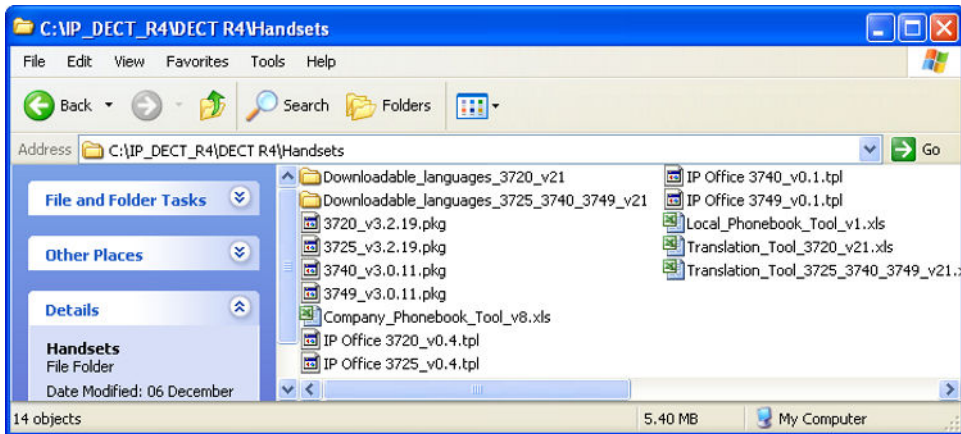 C:\IP_DECT_R4\DECT R4\Handsets
File Edit View Favorites Tools Help
Back Search Folders
Address C:\IP_DECT_R4\DECT R4\Handsets Go
File and Folder Tasks
Other Places
Details
Handsets
File Folder
Date Modified: 06 December
Downloadable_languages_3720_v21
Downloadable_languages_3725_3740_3749_v21
3720_v3.2.19.pkg
3725_v3.2.19.pkg
3740_v3.0.11.pkg
3749_v3.0.11.pkg
Company_Phonebook_Tool_v8.xls
IP Office 3720_v0.4.tpl
IP Office 3725_v0.4.tpl
IP Office 3740_v0.1.tpl
IP Office 3749_v0.1.tpl
Local_Phonebook_Tool_v1.xls
Translation_Tool_3720_v21.xls
Translation_Tool_3725_3740_3749_v21.
14 objects 5.40 MB My Computer